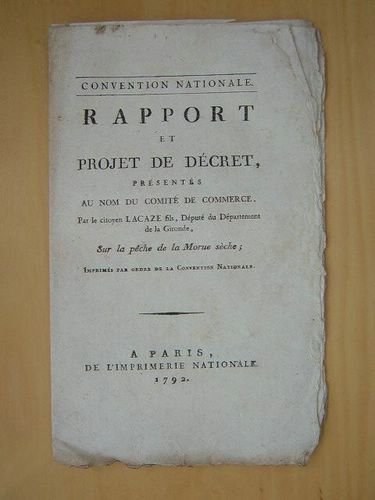 CONVENTION NATIONALE.
RAPPORT
ET
PROJET DE DÉCRET,
PRÉSENTÉS
AU NOM DU COMITÉ DE COMMERCE.
Par le citoyen LACAZE fils, Député du Département
de la Gironde,
Sur la pêche de la Morue sèche;
IMPRIMÉS PAR ORDRE DE LA CONVENTION NATIONALE.
A PARIS,
DE L'IMPRIMERIE NATIONALE.
1792.